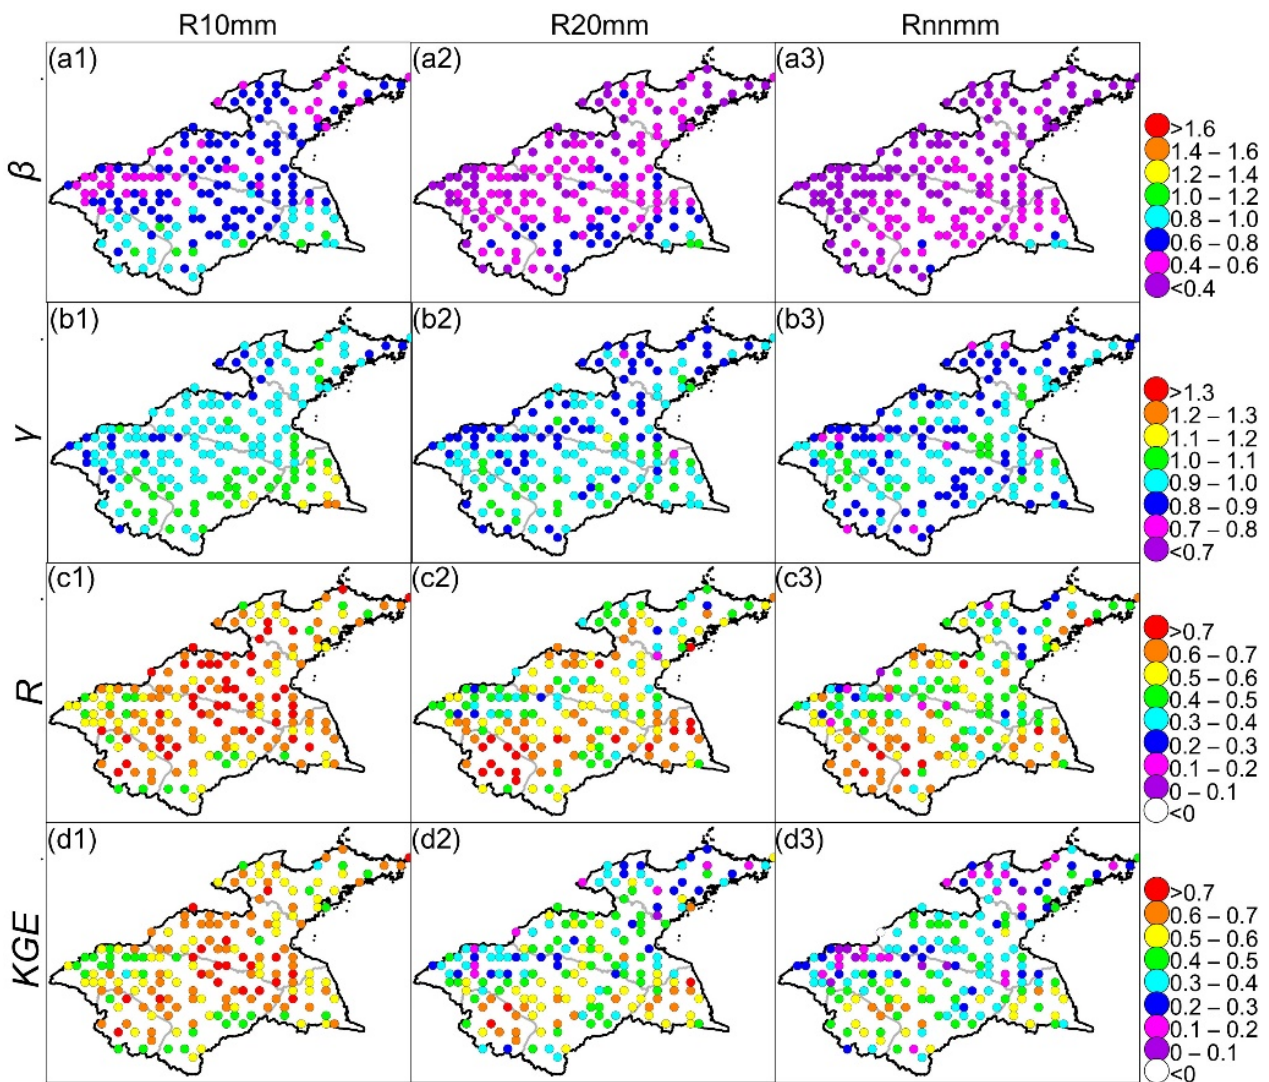 R10mm R20mm Rnnmm
(a1) (a2) (a3)
β
>1.6
1.4 – 1.6
1.2 – 1.4
1.0 – 1.2
0.8 – 1.0
0.6 – 0.8
0.4 – 0.6
<0.4
(b1) (b2) (b3)
γ
>1.3
1.2 – 1.3
1.1 – 1.2
1.0 – 1.1
0.9 – 1.0
0.8 – 0.9
0.7 – 0.8
<0.7
(c1) (c2) (c3)
R
>0.7
0.6 – 0.7
0.5 – 0.6
0.4 – 0.5
0.3 – 0.4
0.2 – 0.3
0.1 – 0.2
0 – 0.1
<0
(d1) (d2) (d3)
KGE
>0.7
0.6 – 0.7
0.5 – 0.6
0.4 – 0.5
0.3 – 0.4
0.2 – 0.3
0.1 – 0.2
0 – 0.1
<0